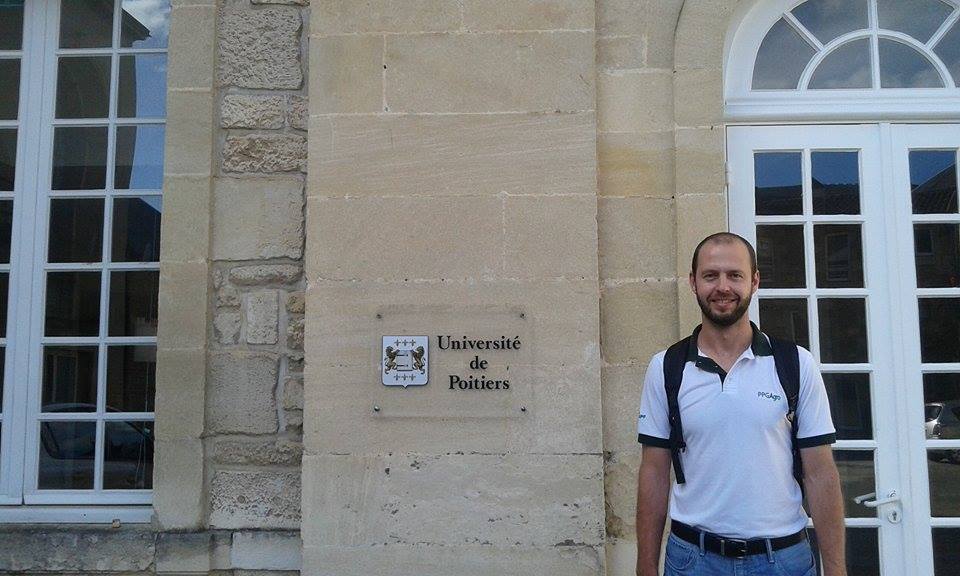 Université
de
Poitiers
PPGAgro